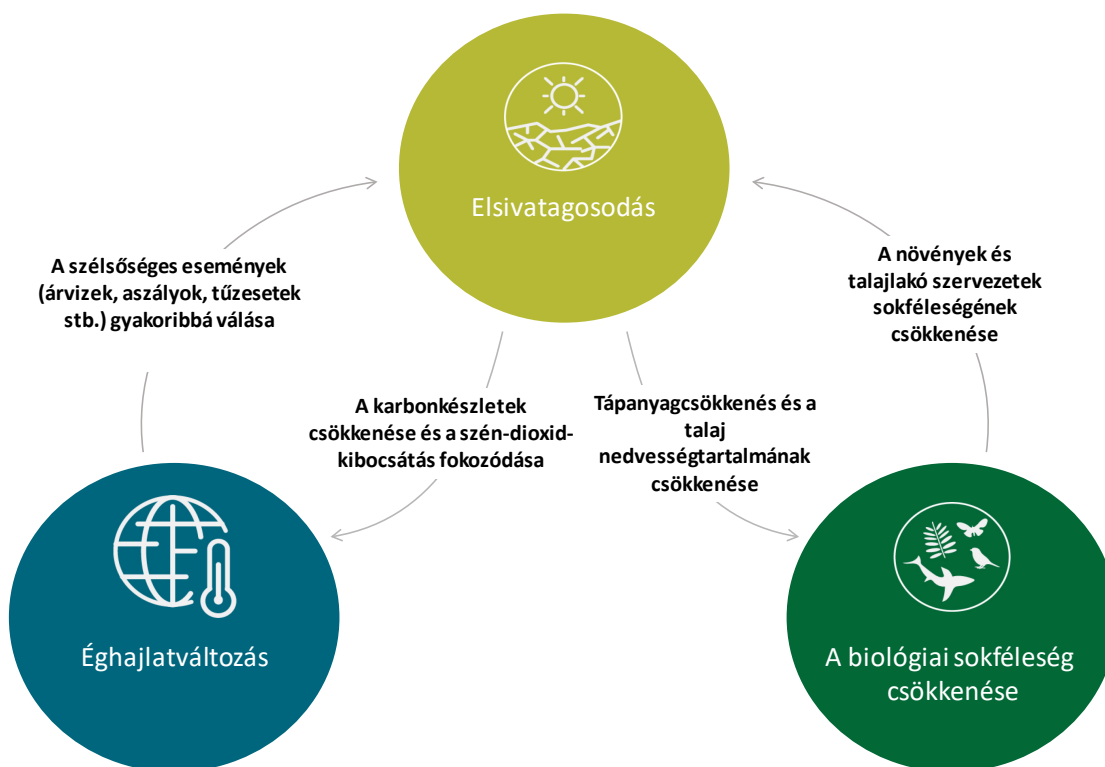 Elsivatagosodás
A szélsőséges események
(árvizek, aszályok, tűzesetek
stb.) gyakoribbá válása
A növények és
talajlakó szervezetek
sokféleségének
csökkenése
A karbonkészletek
csökkenése és a szén-dioxid-
kibocsátás fokozódása
Tápanyagcsökkenés és a
talaj
nedvességtartalmának
csökkenése
Éghajlatváltozás
A biológiai sokféleség
csökkenése